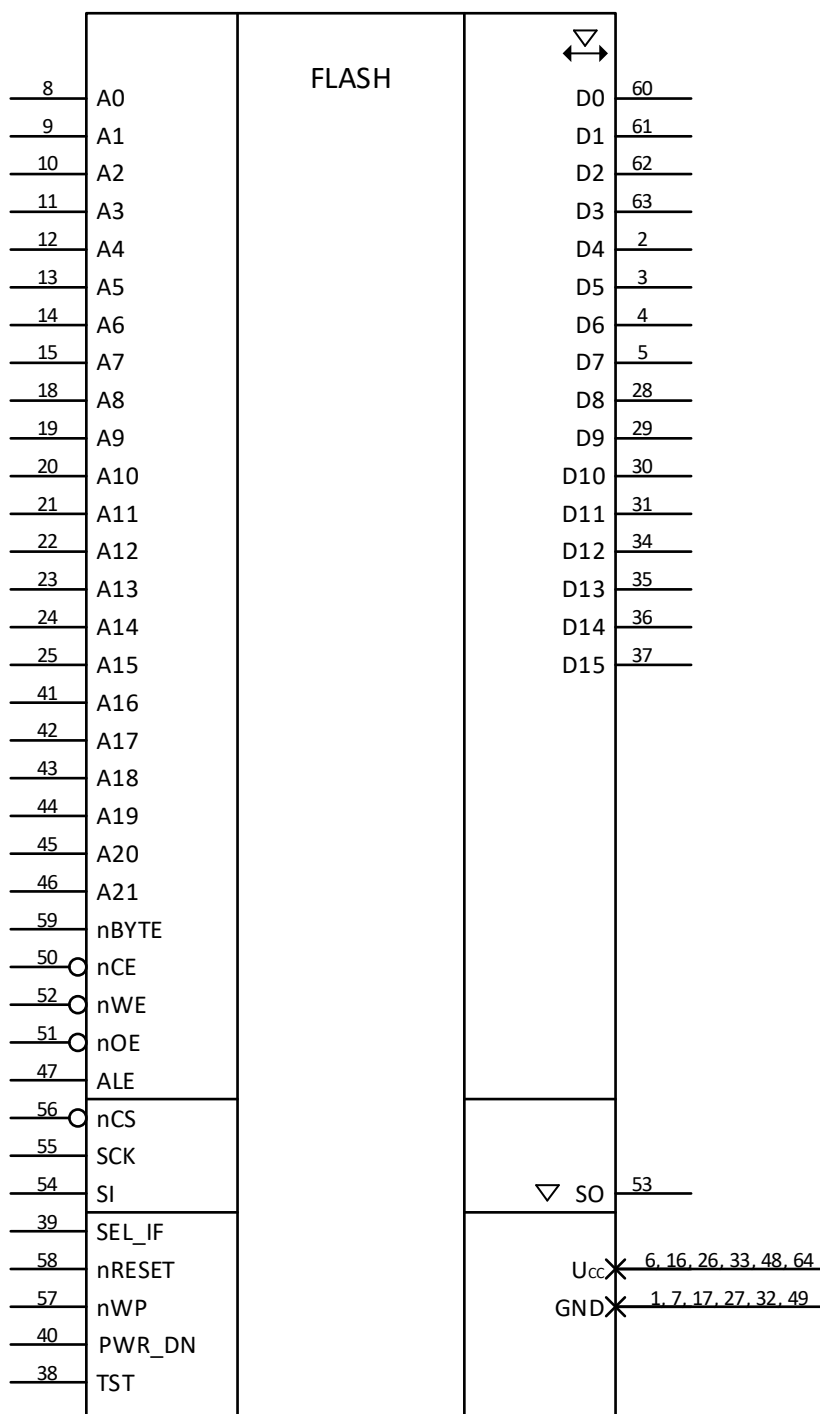 FLASH
8 A0 D0 60
9 A1 D1 61
10 A2 D2 62
11 A3 D3 63
12 A4 D4 2
13 A5 D5 3
14 A6 D6 4
15 A7 D7 5
18 A8 D8 28
19 A9 D9 29
20 A10 D10 30
21 A11 D11 31
22 A12 D12 34
23 A13 D13 35
24 A14 D14 36
25 A15 D15 37
41 A16
42 A17
43 A18
44 A19
45 A20
46 A21
59 nBYTE
50 nCE
52 nWE
51 nOE
47 ALE
56 nCS
55 SCK
54 SI SO 53
39 SEL_IF
58 nRESET Ucc 6, 16, 26, 33, 48, 64
57 nWP GND 1, 7, 17, 27, 32, 49
40 PWR_DN
38 TST